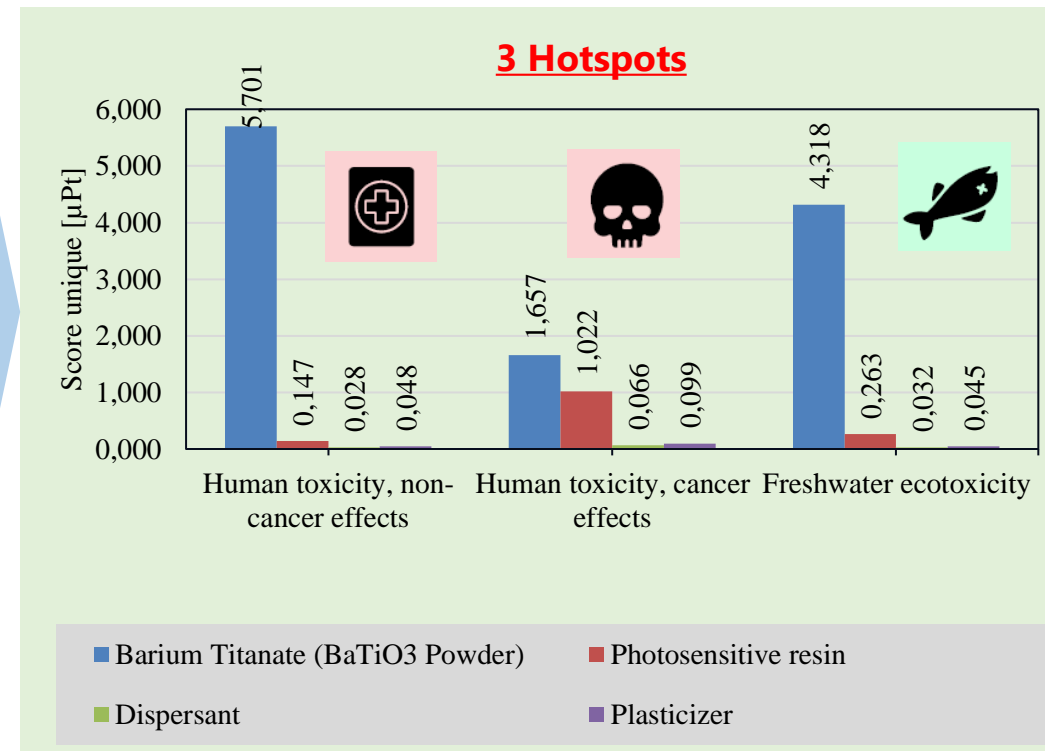 3 Hotspots
Score unique [µPt]
6,000
5,000
4,000
3,000
2,000
1,000
0,000
5,701
0,147
0,028
0,048
1,657
1,022
0,066
0,099
4,318
0,263
0,032
0,045
Human toxicity, non-
cancer effects
Human toxicity, cancer
effects
Freshwater ecotoxicity
Barium Titanate (BaTiO3 Powder)
Photosensitive resin
Dispersant
Plasticizer